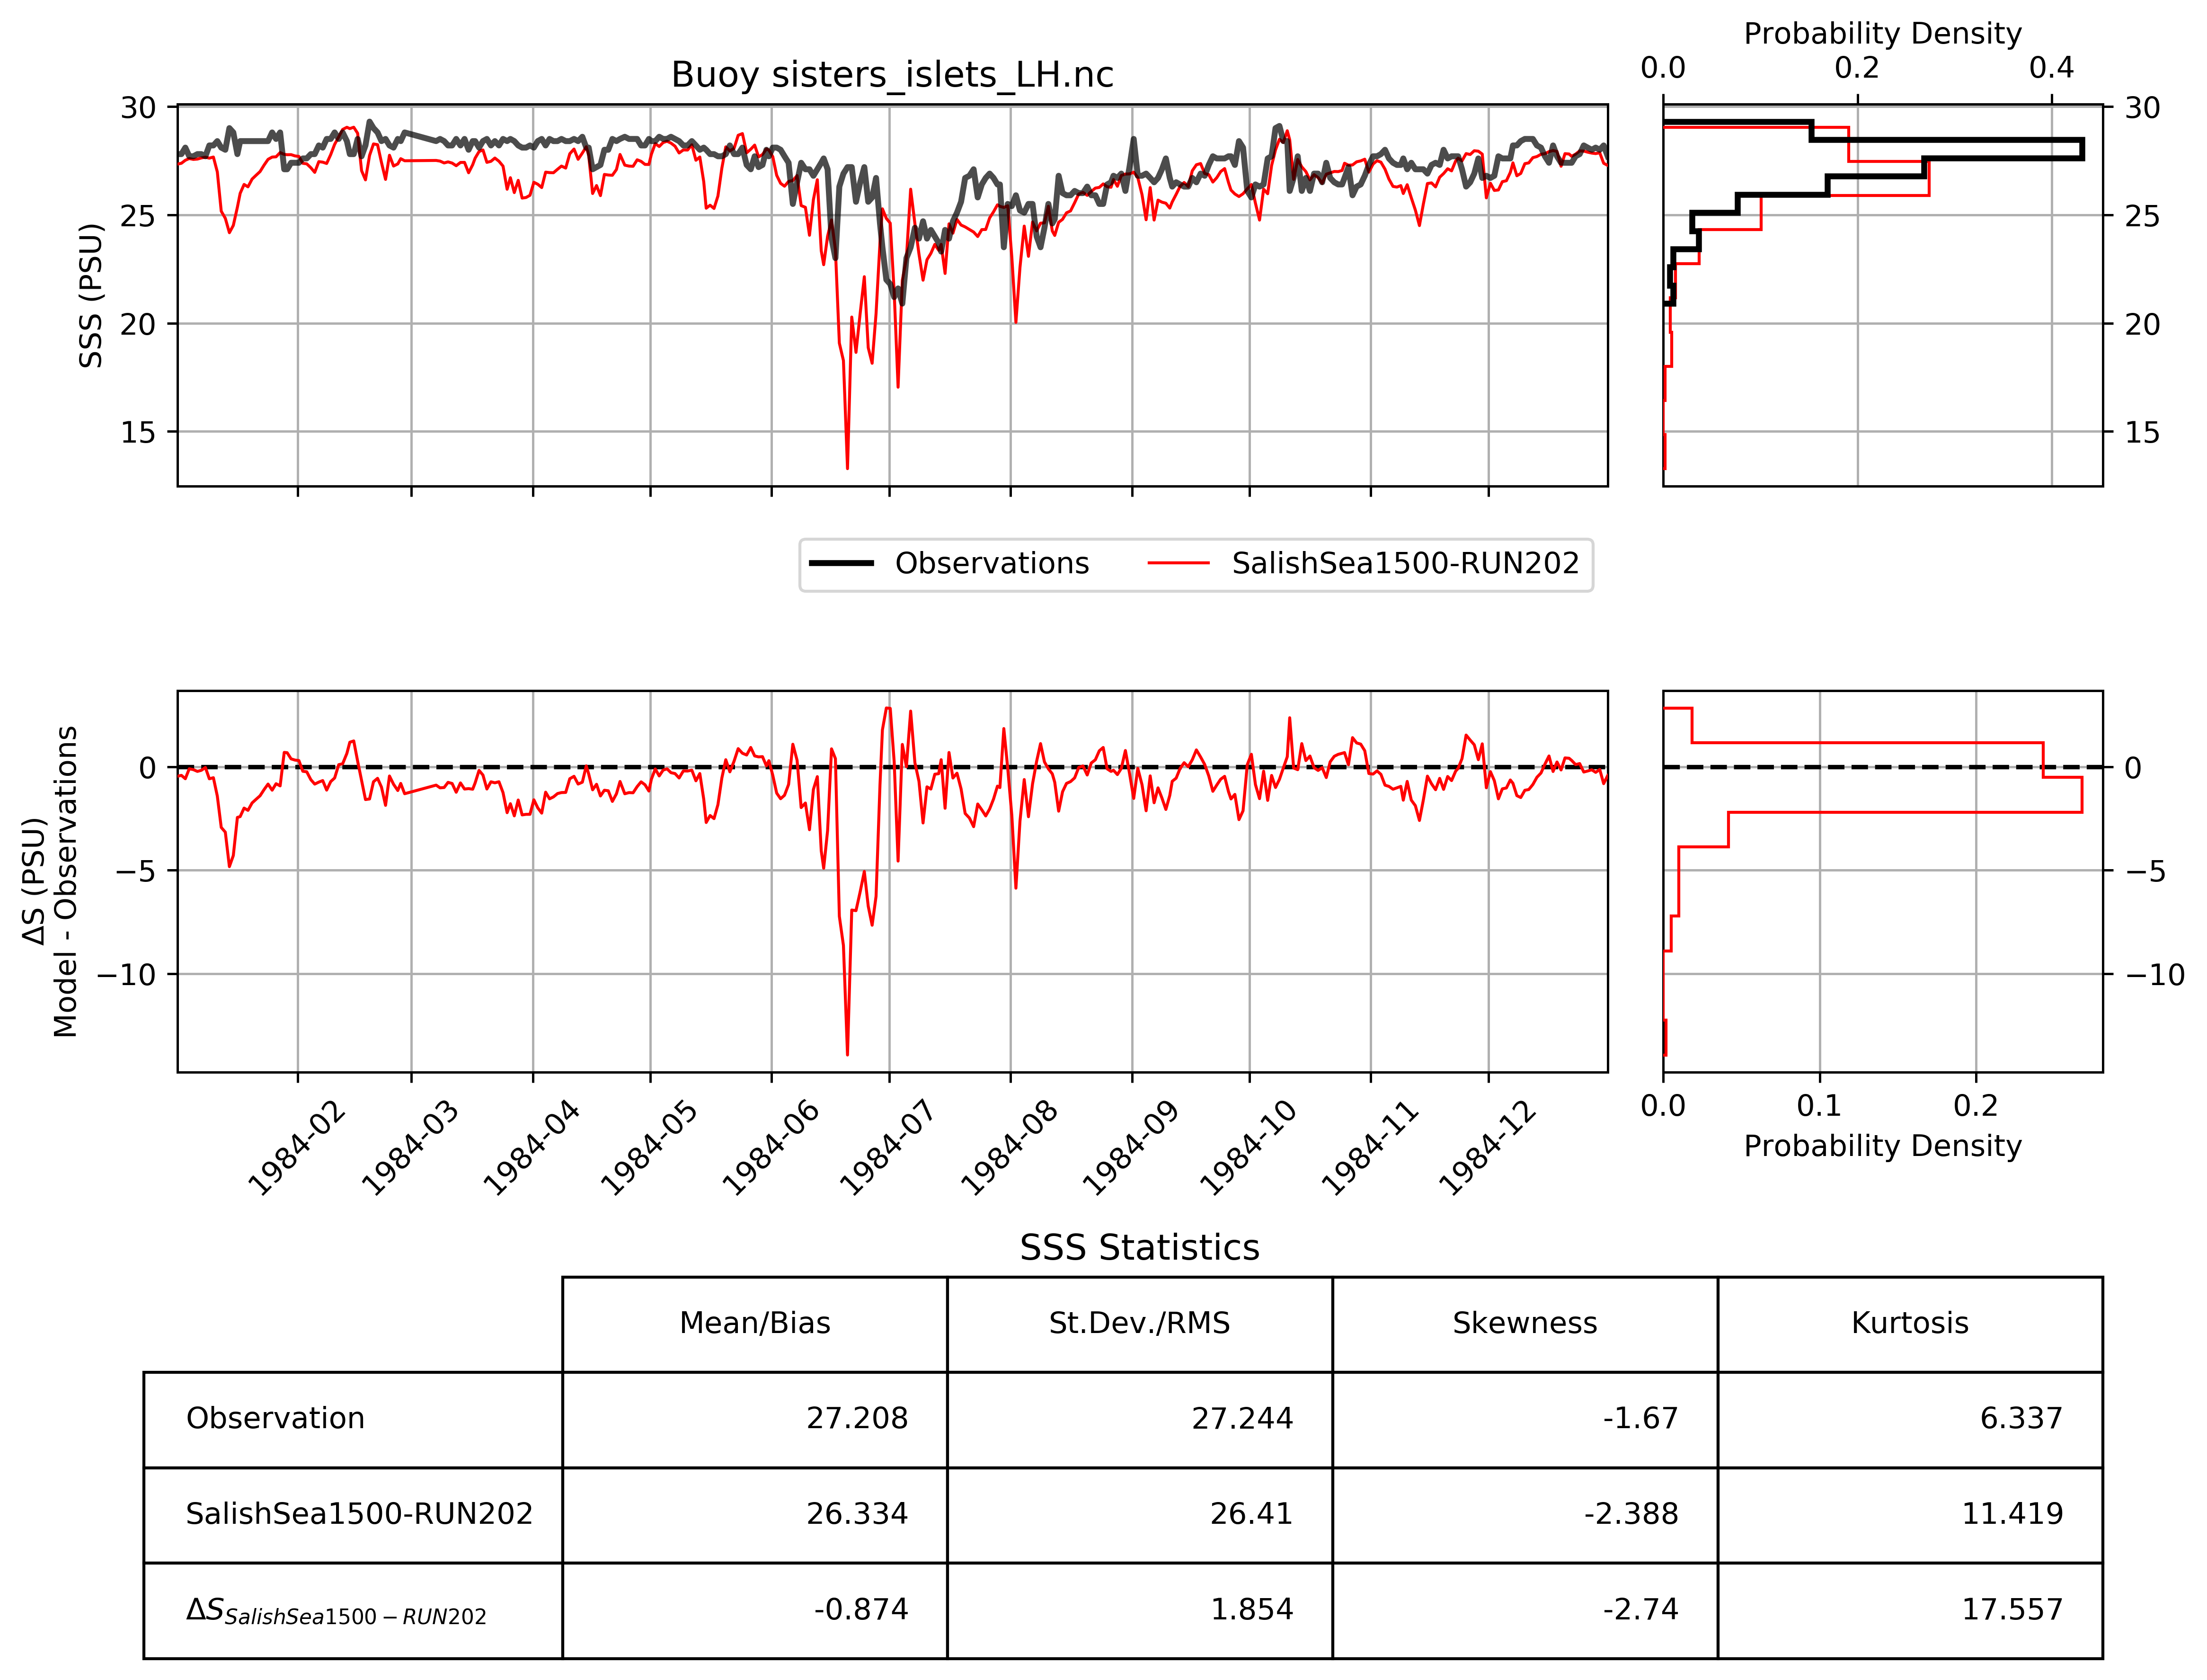 Probability Density
0.0 0.2 0.4
Buoy sisters_islets_LH.nc
30
25
20
15
SSS (PSU)
30
25
20
15
Observations SalishSea1500-RUN202
0
−5
−10
ΔS (PSU)
Model - Observations
0
−5
−10
1984-02 1984-03 1984-04 1984-05 1984-06 1984-07 1984-08 1984-09 1984-10 1984-11 1984-12
0.0 0.1 0.2
Probability Density
SSS Statistics
Mean/Bias St.Dev./RMS Skewness Kurtosis
Observation 27.208 27.244 -1.67 6.337
SalishSea1500-RUN202 26.334 26.41 -2.388 11.419
ΔS SalishSea1500−RUN202 -0.874 1.854 -2.74 17.557